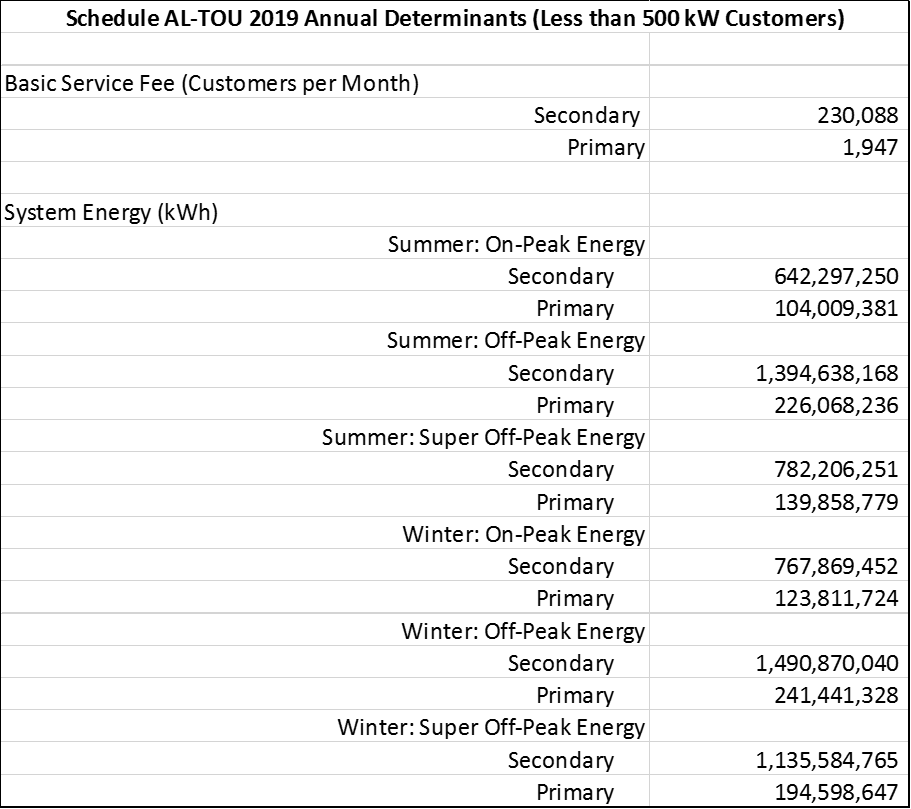 Schedule AL-TOU 2019 Annual Determinants (Less than 500 kW Customers)
Basic Service Fee (Customers per Month)
Secondary 230,088
Primary 1,947
System Energy (kWh)
Summer: On-Peak Energy
Secondary 642,297,250
Primary 104,009,381
Summer: Off-Peak Energy
Secondary 1,394,638,168
Primary 226,068,236
Summer: Super Off-Peak Energy
Secondary 782,206,251
Primary 139,858,779
Winter: On-Peak Energy
Secondary 767,869,452
Primary 123,811,724
Winter: Off-Peak Energy
Secondary 1,490,870,040
Primary 241,441,328
Winter: Super Off-Peak Energy
Secondary 1,135,584,765
Primary 194,598,647